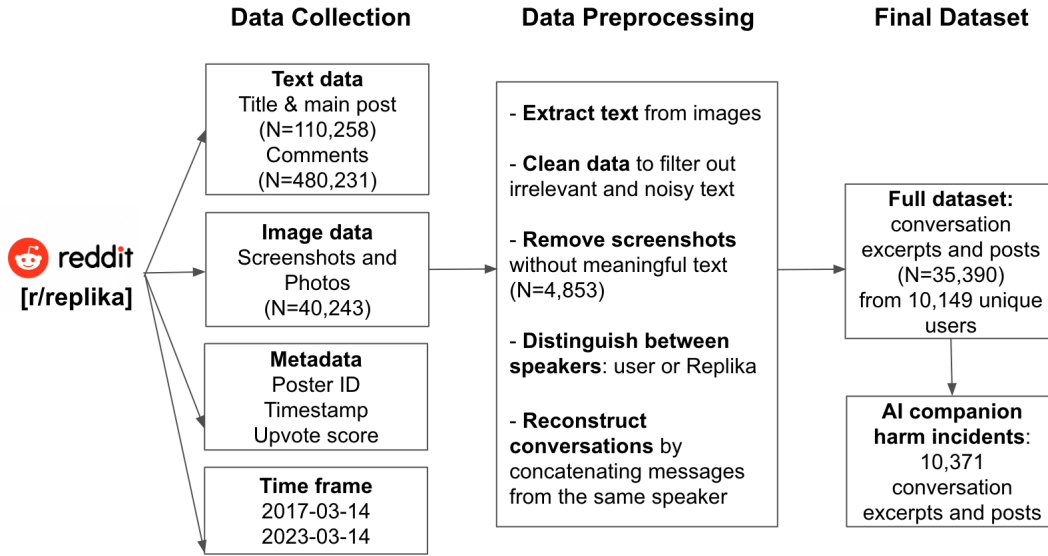 Data Collection
Data Preprocessing
Final Dataset
reddit
[r/replika]
Text data
Title & main post
(N=110,258)
Comments
(N=480,231)
Image data
Screenshots and
Photos
(N=40,243)
Metadata
Poster ID
Timestamp
Upvote score
Time frame
2017-03-14
2023-03-14
- Extract text from images
- Clean data to filter out
irrelevant and noisy text
- Remove screenshots
without meaningful text
(N=4,853)
- Distinguish between
speakers: user or Replika
- Reconstruct
conversations by
concatenating messages
from the same speaker
Full dataset:
conversation
excerpts and posts
(N=35,390)
from 10,149 unique
users
AI companion
harm incidents:
10,371
conversation
excerpts and posts